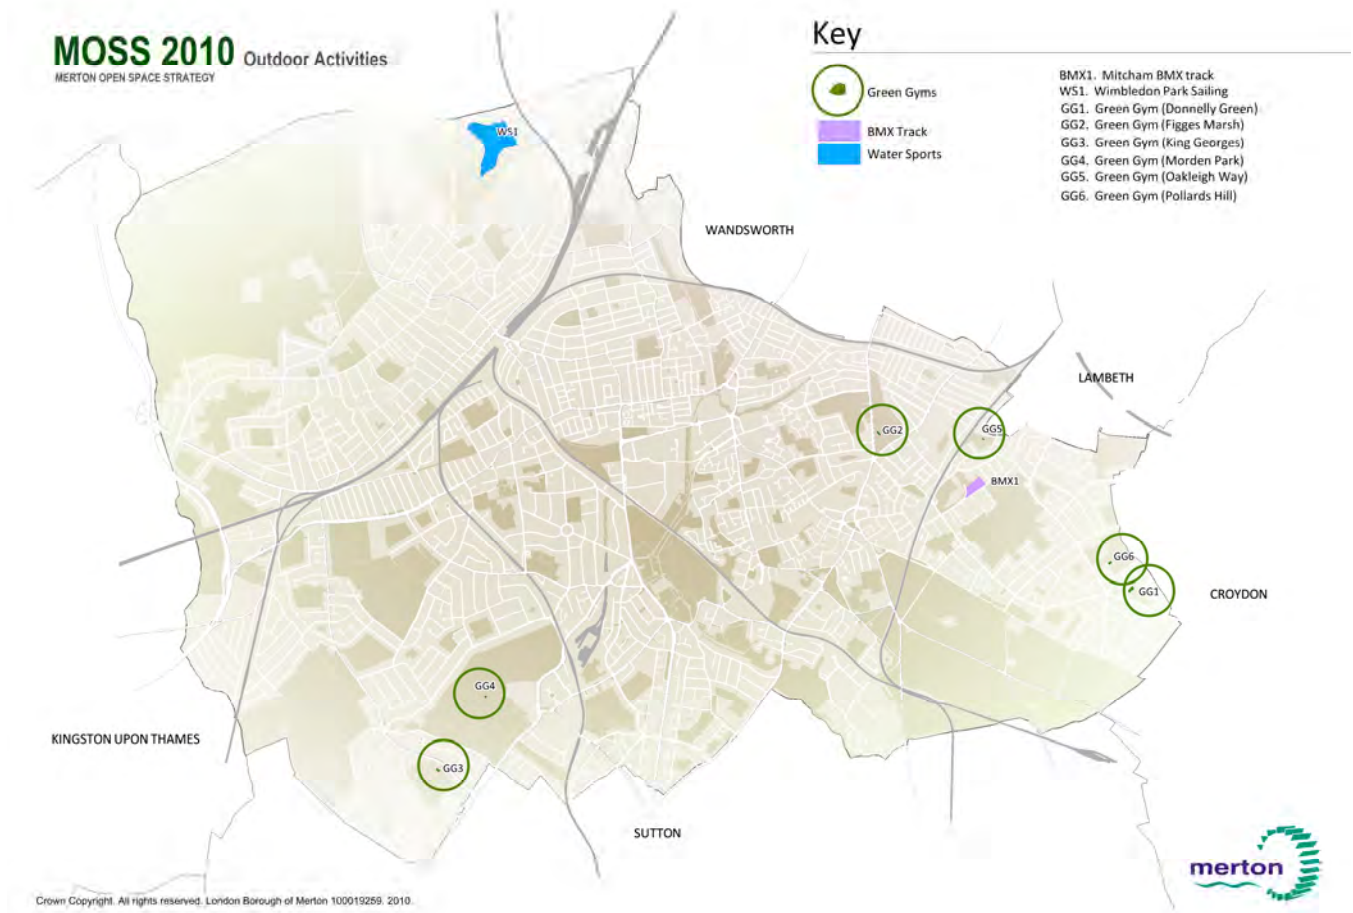 MOSS 2010 Outdoor Activities
MERTON OPEN SPACE STRATEGY
Key
Green Gyms
BMX Track
Water Sports
BMX1. Mitcham BMX track
WS1. Wimbledon Park Sailing
GG1. Green Gym (Donnelly Green)
GG2. Green Gym (Figges Marsh)
GG3. Green Gym (King Georges)
GG4. Green Gym (Morden Park)
GG5. Green Gym (Oakleigh Way)
GG6. Green Gym (Pollards Hill)
WS1
WANDSWORTH
LAMBETH
GG2
GG5
BMX1
GG6
GG1
CROYDON
GG4
KINGSTON UPON THAMES
GG3
SUTTON
merton
Crown Copyright. All rights reserved. London Borough of Merton 100019259. 2010.